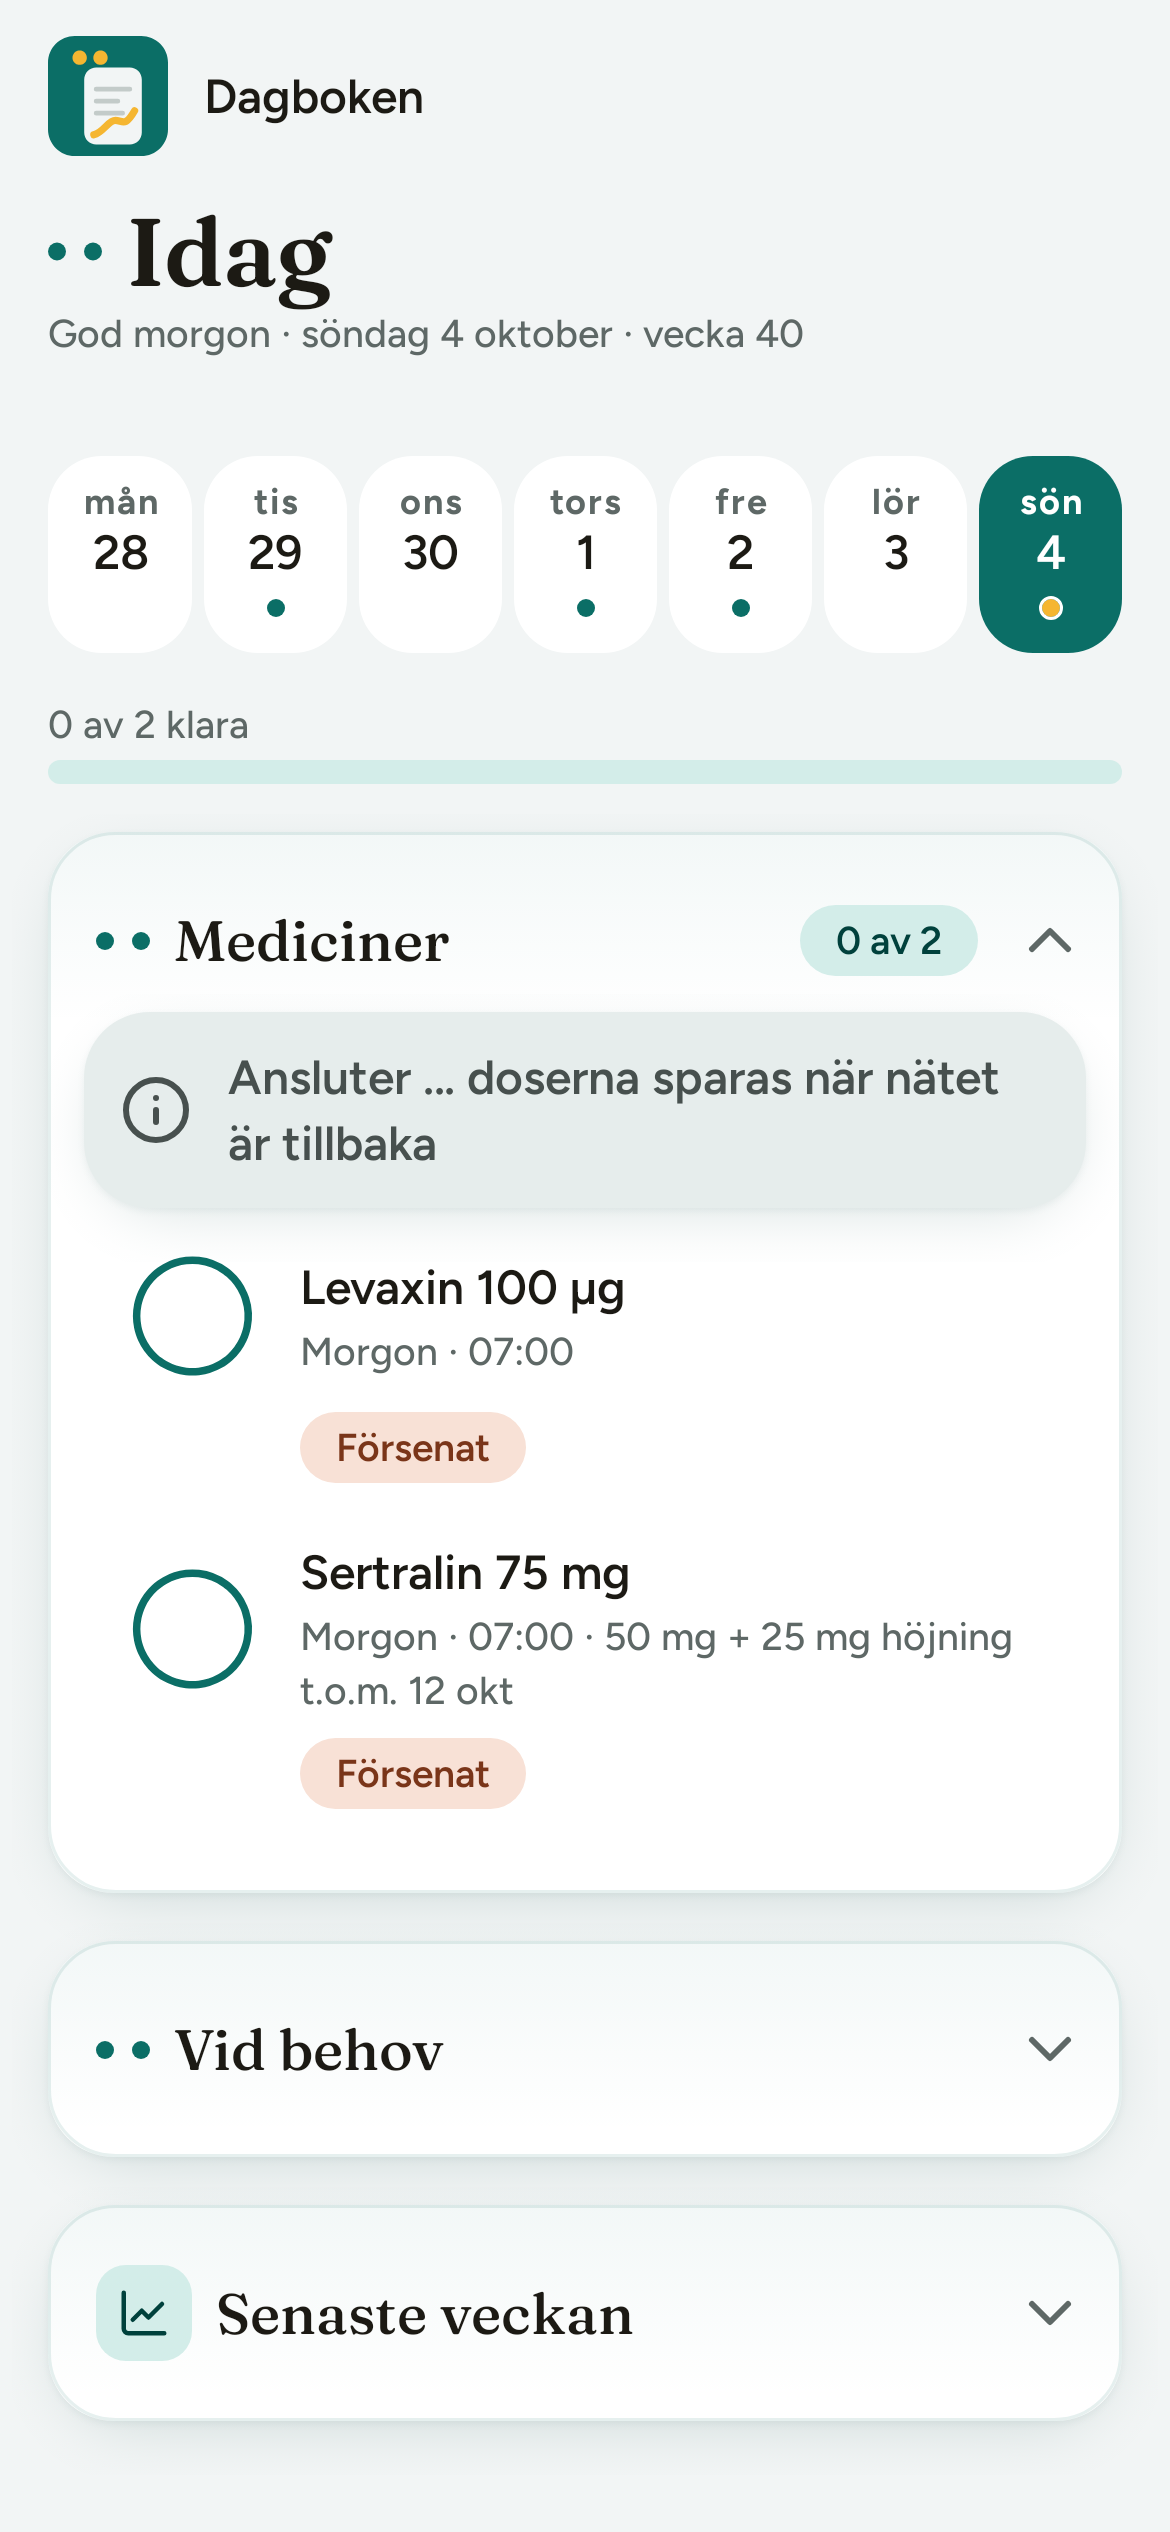 Dagboken
Idag
God morgon · söndag 4 oktober · vecka 40
mån tis ons tors fre lör sön
28 29 30 1 2 3 4
0 av 2 klara
Mediciner 0 av 2
Ansluter ... doserna sparas när nätet
är tillbaka
Levaxin 100 µg
Morgon · 07:00
Försenat
Sertralin 75 mg
Morgon · 07:00 · 50 mg + 25 mg höjning
t.o.m. 12 okt
Försenat
Vid behov
Senaste veckan